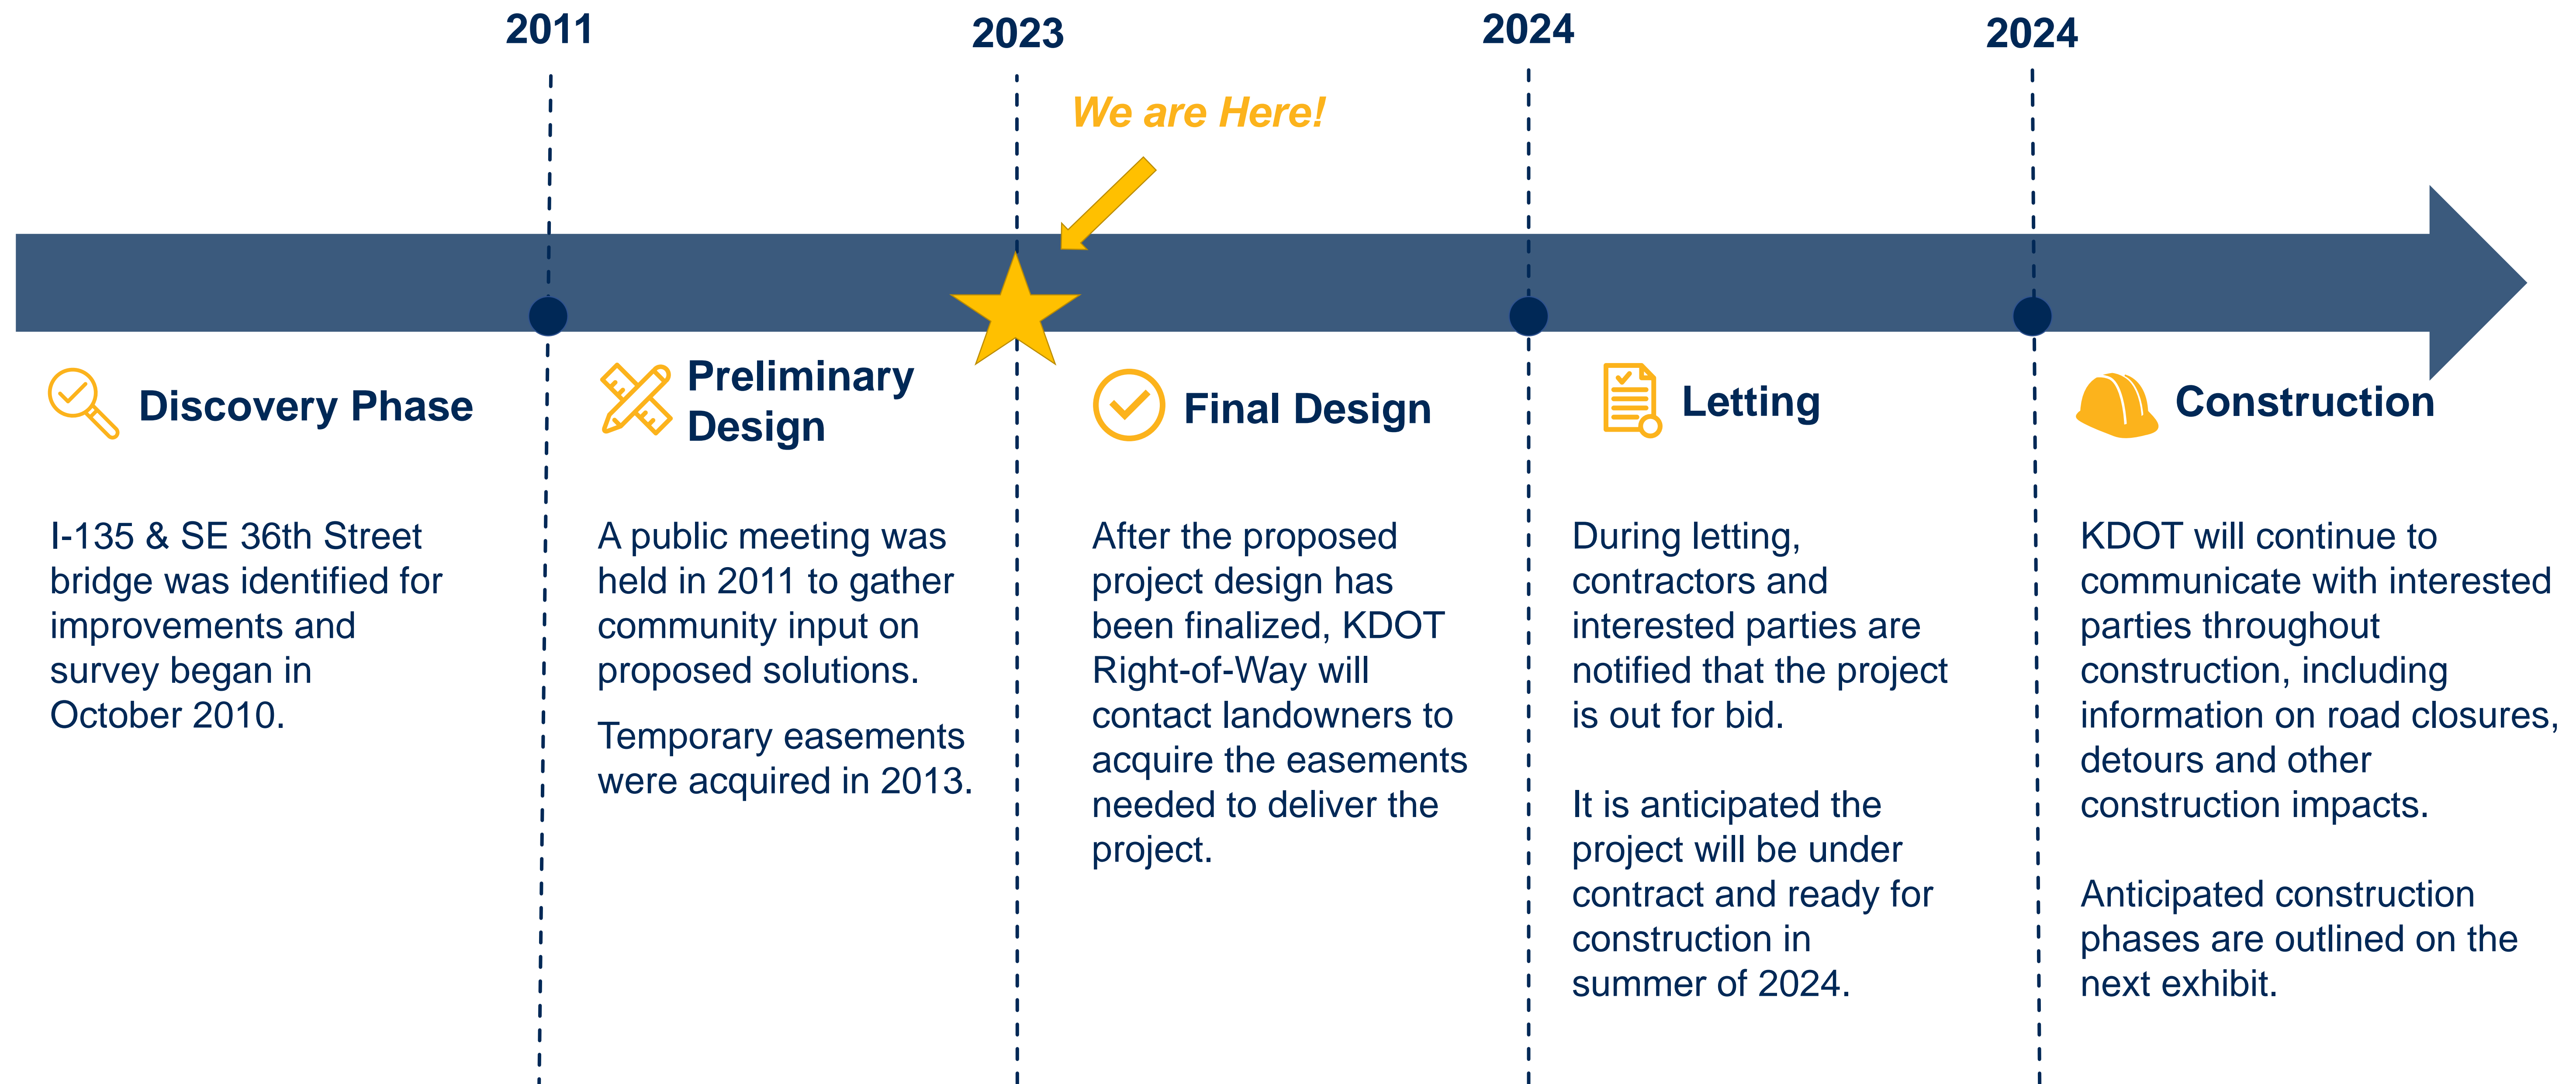 2011
2023
2024
2024
We are Here!
Discovery Phase
I-135 & SE 36th Street
bridge was identified for
improvements and
survey began in
October 2010.
Preliminary
Design
A public meeting was
held in 2011 to gather
community input on
proposed solutions.
Temporary easements
were acquired in 2013.
Final Design
After the proposed
project design has
been finalized, KDOT
Right-of-Way will
contact landowners to
acquire the easements
needed to deliver the
project.
Letting
During letting,
contractors and
interested parties are
notified that the project
is out for bid.
It is anticipated the
project will be under
contract and ready for
construction in
summer of 2024.
Construction
KDOT will continue to
communicate with interested
parties throughout
construction, including
information on road closures,
detours and other
construction impacts.
Anticipated construction
phases are outlined on the
next exhibit.